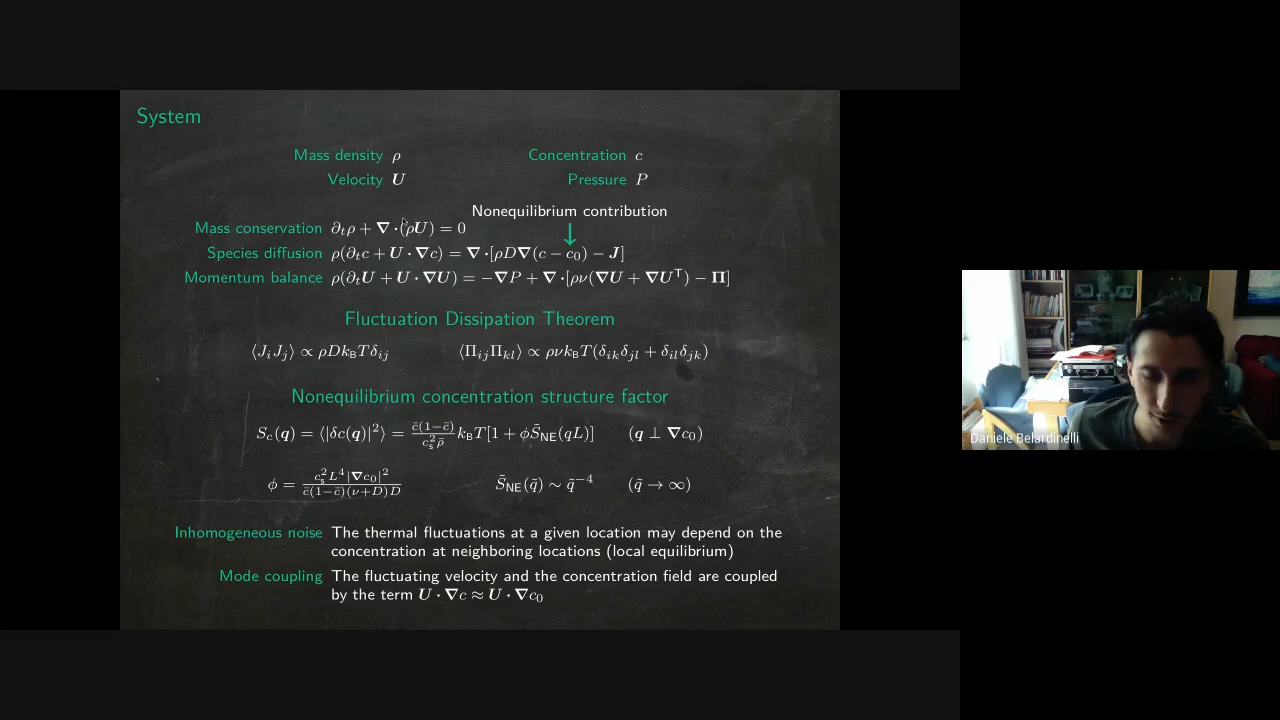 System
Mass density ρ Concentration c
Velocity U Pressure P
Nonequilibrium contribution
Mass conservation ∂ₜρ + ∇·(ρU) = 0
Species diffusion ρ(∂ₜc + U·∇c) = ∇·[ρD∇(c − c₀) − J]
Momentum balance ρ(∂ₜU + U·∇U) = −∇P + ∇·[ρν(∇U + ∇Uᵀ) − Π]
Fluctuation Dissipation Theorem
⟨JᵢJⱼ⟩ ∝ ρDk_BTδᵢⱼ ⟨ΠᵢⱼΠₖₗ⟩ ∝ ρνk_BT(δᵢₖδⱼₗ + δᵢₗδⱼₖ)
Nonequilibrium concentration structure factor
S_c(q) = ⟨|δc(q)|²⟩ = c̄(1−c̄)/(c_s²ρ̄) k_BT[1 + φS̃_NE(qL)] (q ⊥ ∇c₀)
φ = c_s²L⁴|∇c₀|²/(c̄(1−c̄)(ν+D)D) S̃_NE(q̃) ∼ q̃⁻⁴ (q̃ → ∞)
Inhomogeneous noise The thermal fluctuations at a given location may depend on the
concentration at neighboring locations (local equilibrium)
Mode coupling The fluctuating velocity and the concentration field are coupled
by the term U·∇c ≈ U·∇c₀
Daniele Belardinelli